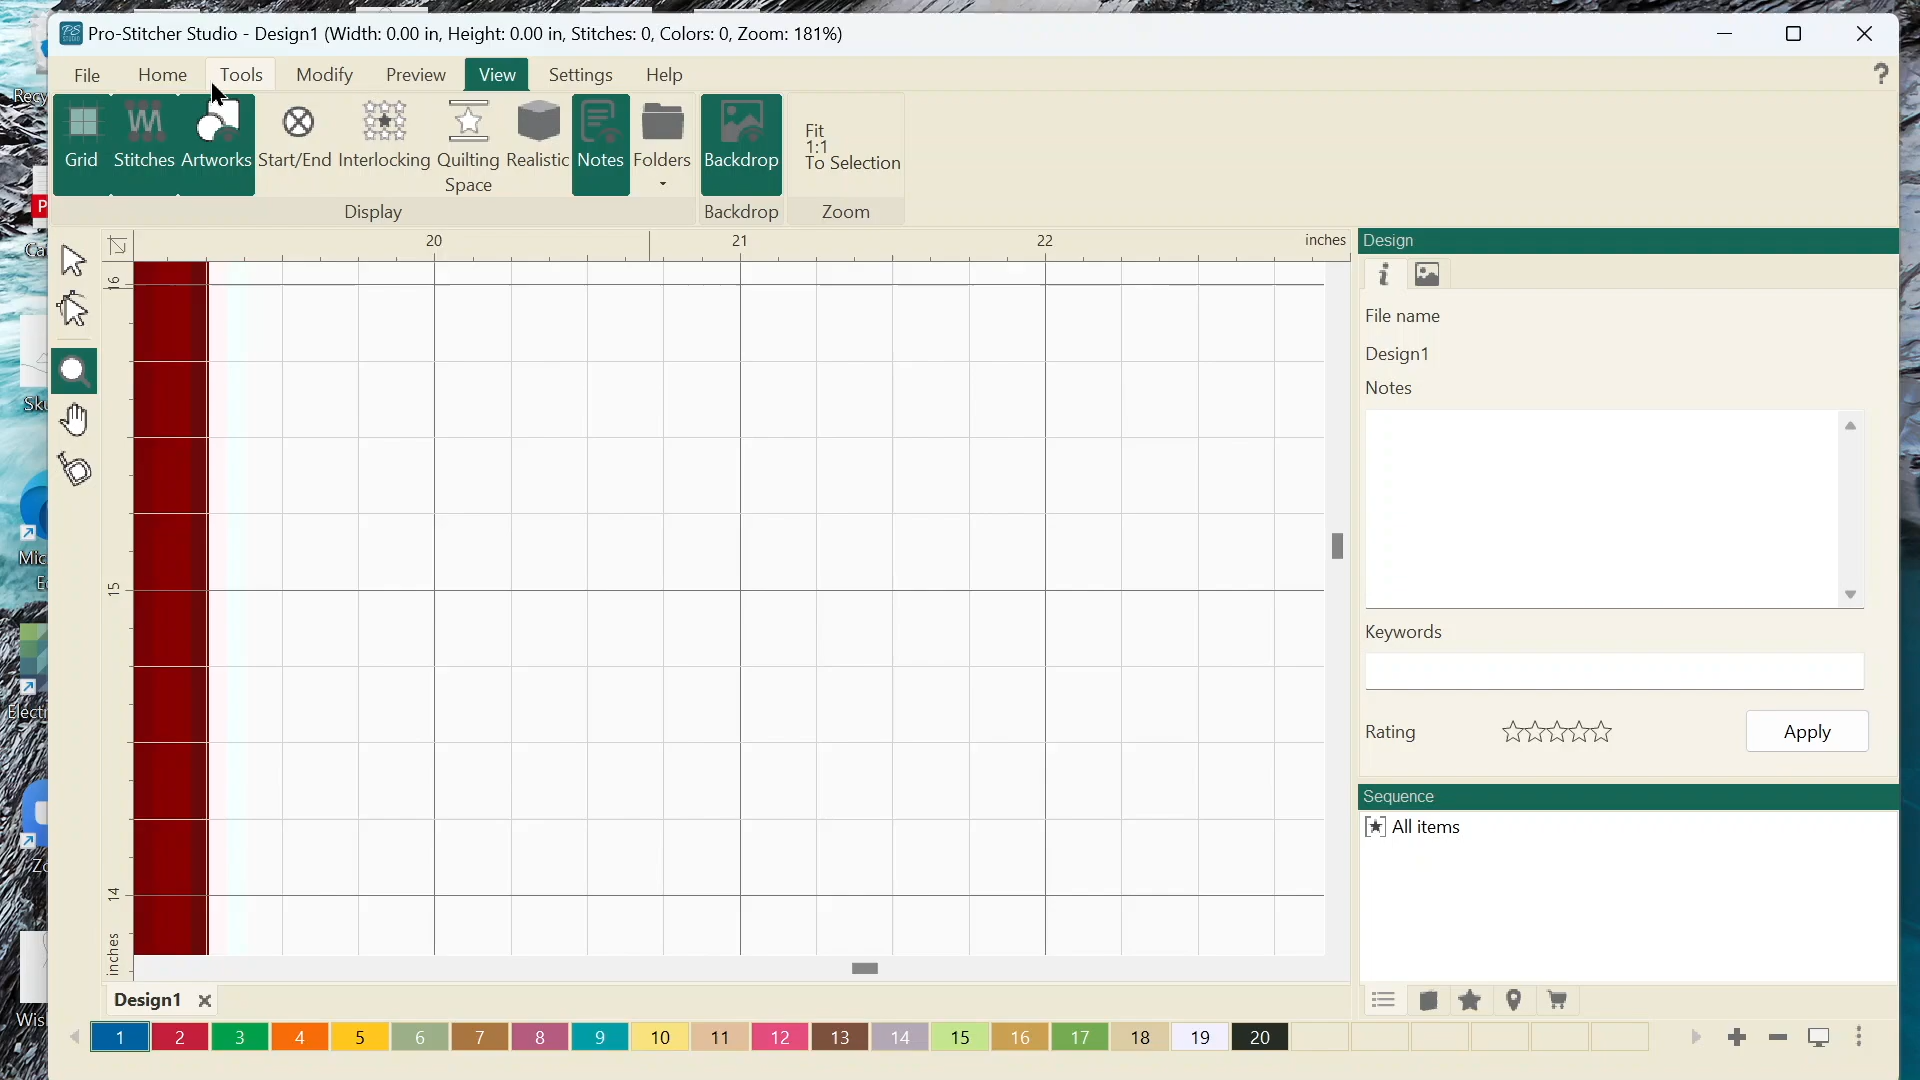 Pro-Stitcher Studio - Design1 (Width: 0.00 in, Height: 0.00 in, Stitches: 0, Colors: 0, Zoom: 181%)
File Home Tools Modify Preview View Settings Help ?
Grid Stitches Artworks Start/End Interlocking Quilting Space Realistic Notes Folders Backdrop
Fit
1:1
To Selection
Display Backdrop Zoom
20 21 22 inches
16
15
14
inches
Design
File name
Design1
Notes
Keywords
Rating Apply
Sequence
All items
Design1
1 2 3 4 5 6 7 8 9 10 11 12 13 14 15 16 17 18 19 20